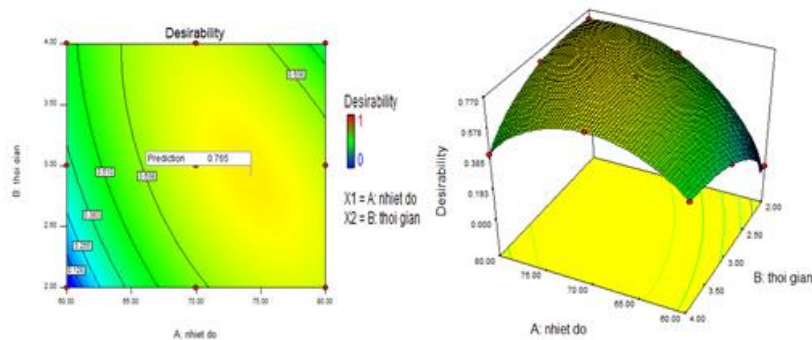 Desirability
4.00
3.50
3.00
2.50
2.00
60.00
65.00
70.00
75.00
80.00
B: thoi gian
A: nhiet do
Prediction 0.765
Desirability
1
0
X1 = A: nhiet do
X2 = B: thoi gian
0.770
0.578
0.385
0.193
0.000
Desirability
80.00
75.00
70.00
65.00
60.00
A: nhiet do
2.00
2.50
3.00
3.50
4.00
B: thoi gian